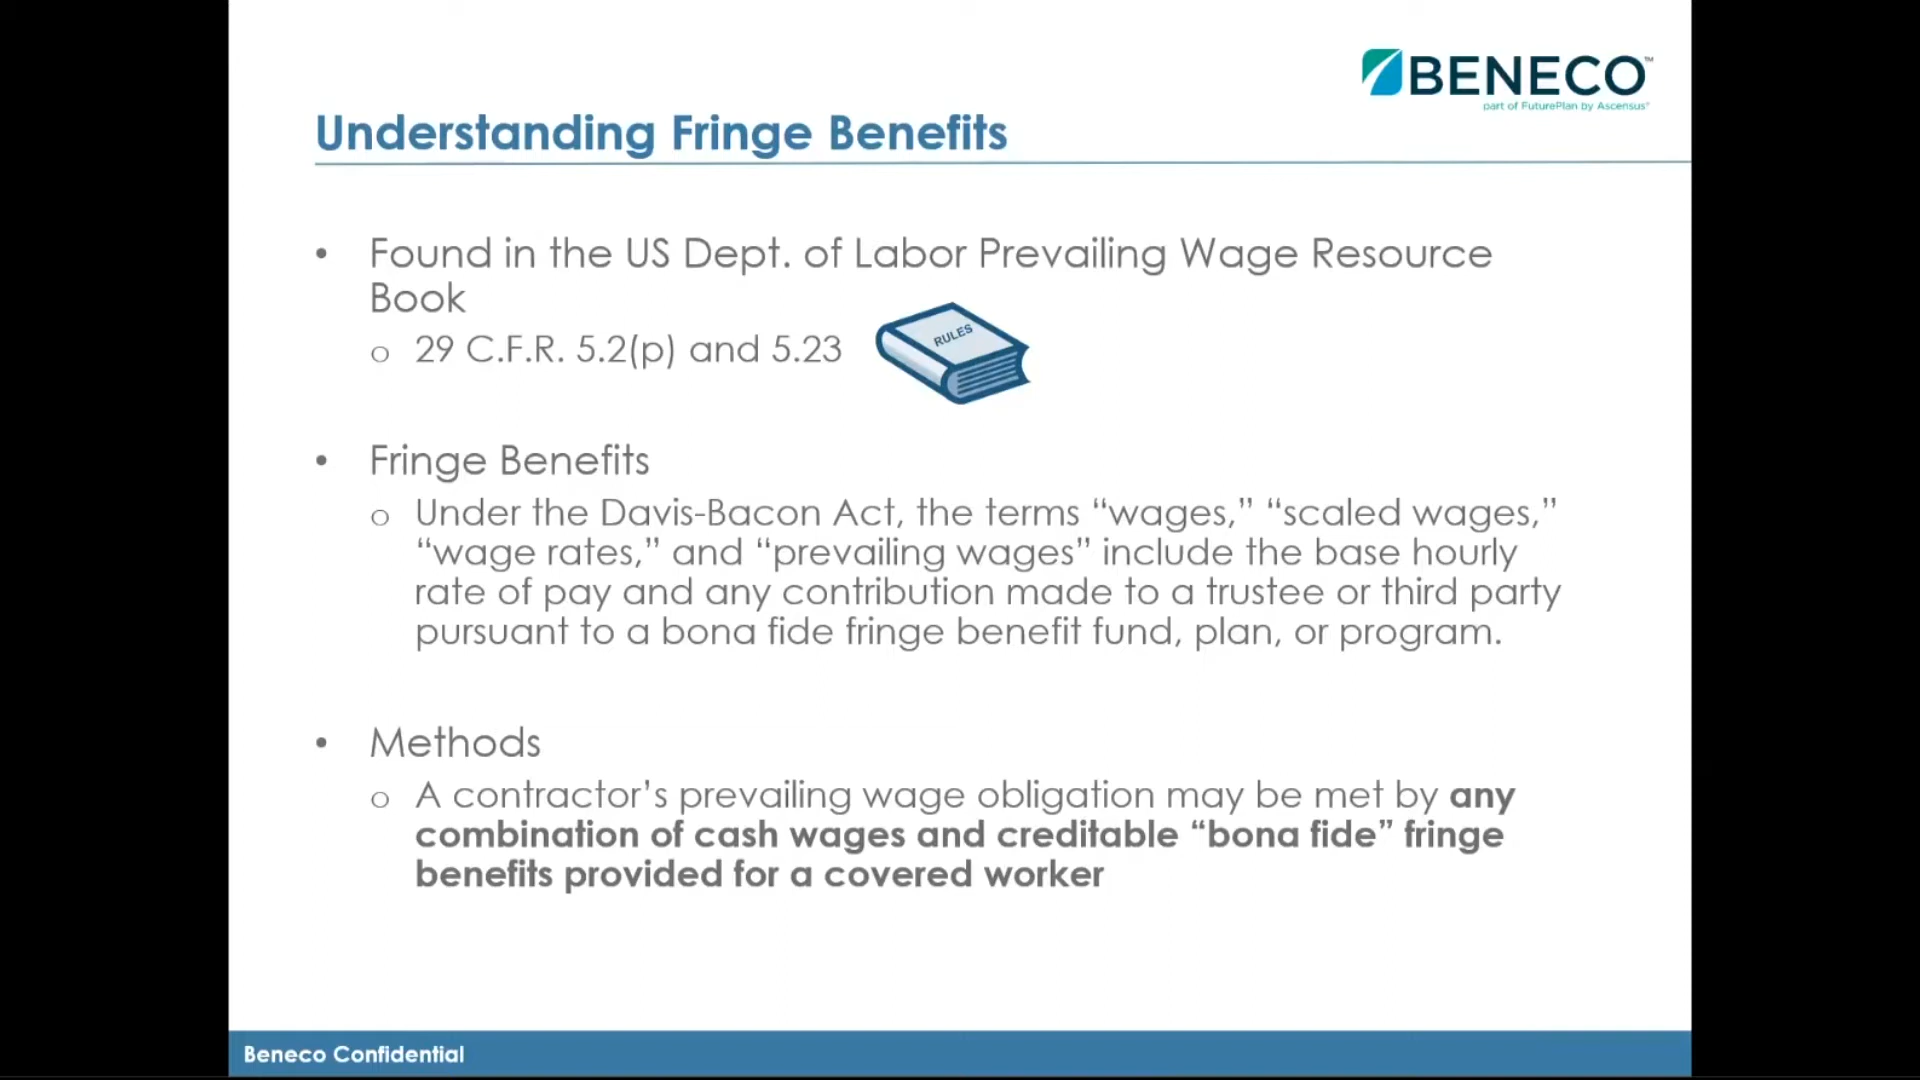 BENECO™
part of FuturePlan by Ascensus®
Understanding Fringe Benefits
• Found in the US Dept. of Labor Prevailing Wage Resource
Book
o 29 C.F.R. 5.2(p) and 5.23
RULES
• Fringe Benefits
o Under the Davis-Bacon Act, the terms “wages,” “scaled wages,”
“wage rates,” and “prevailing wages” include the base hourly
rate of pay and any contribution made to a trustee or third party
pursuant to a bona fide fringe benefit fund, plan, or program.
• Methods
o A contractor’s prevailing wage obligation may be met by any
combination of cash wages and creditable “bona fide” fringe
benefits provided for a covered worker
Beneco Confidential